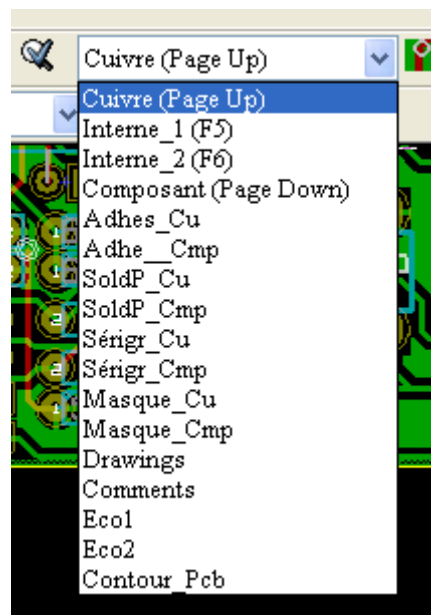 Cuivre (Page Up)
Cuivre (Page Up)
Interne_1 (F5)
Interne_2 (F6)
Composant (Page Down)
Adhes_Cu
Adhe__Cmp
SoldP_Cu
SoldP_Cmp
Sérigr_Cu
Sérigr_Cmp
Masque_Cu
Masque_Cmp
Drawings
Comments
Eco1
Eco2
Contour_Pcb